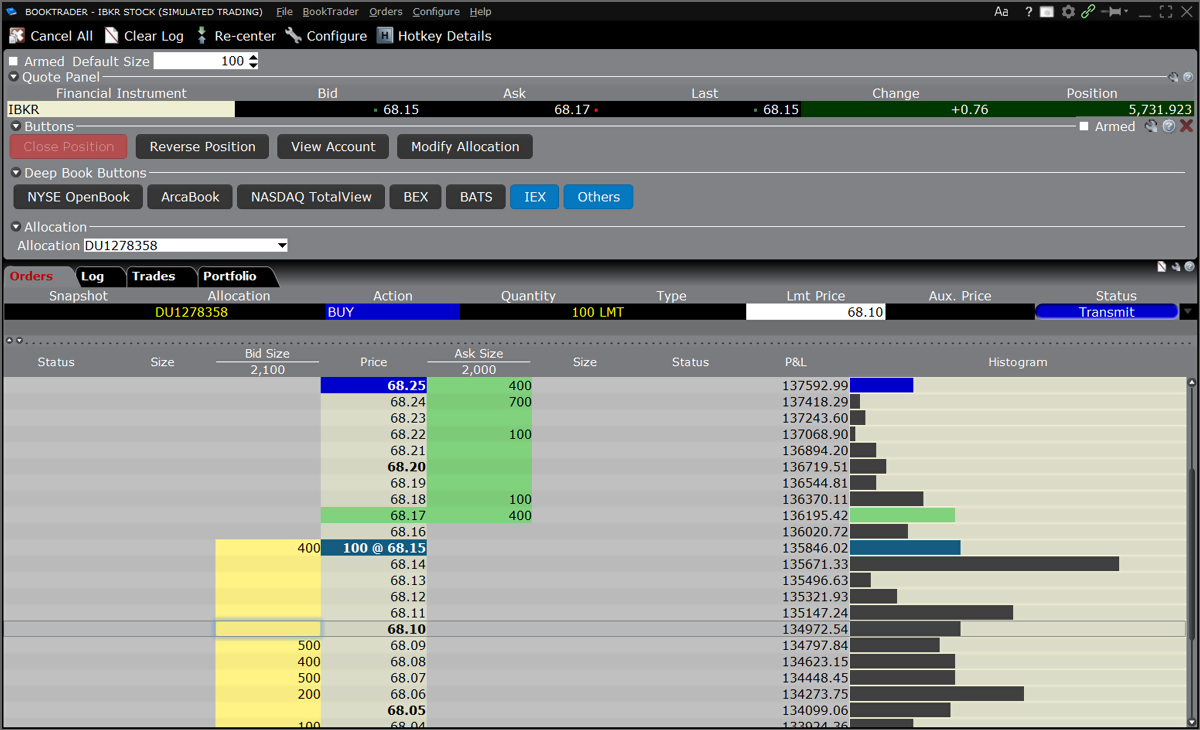 BOOKTRADER - IBKR STOCK (SIMULATED TRADING) File BookTrader Orders Configure Help Aa ?
Cancel All Clear Log Re-center Configure H Hotkey Details
Armed Default Size 100
Quote Panel
Financial Instrument Bid Ask Last Change Position
IBKR 68.15 68.17 68.15 +0.76 5,731.923
Buttons Armed
Close Position Reverse Position View Account Modify Allocation
Deep Book Buttons
NYSE OpenBook ArcaBook NASDAQ TotalView BEX BATS IEX Others
Allocation
Allocation DU1278358
Orders Log Trades Portfolio
Snapshot Allocation Action Quantity Type Lmt Price Aux. Price Status
DU1278358 BUY 100 LMT 68.10 Transmit
Status Size Bid Size Price Ask Size Size Status P&L Histogram
2,100 2,000
68.25 400 137592.99
68.24 700 137418.29
68.23 137243.60
68.22 100 137068.90
68.21 136894.20
68.20 136719.51
68.19 136544.81
68.18 100 136370.11
68.17 400 136195.42
68.16 136020.72
400 100 @ 68.15 135846.02
68.14 135671.33
68.13 135496.63
68.12 135321.93
68.11 135147.24
68.10 134972.54
500 68.09 134797.84
400 68.08 134623.15
500 68.07 134448.45
200 68.06 134273.75
68.05 134099.06
100 68.04 133924.36